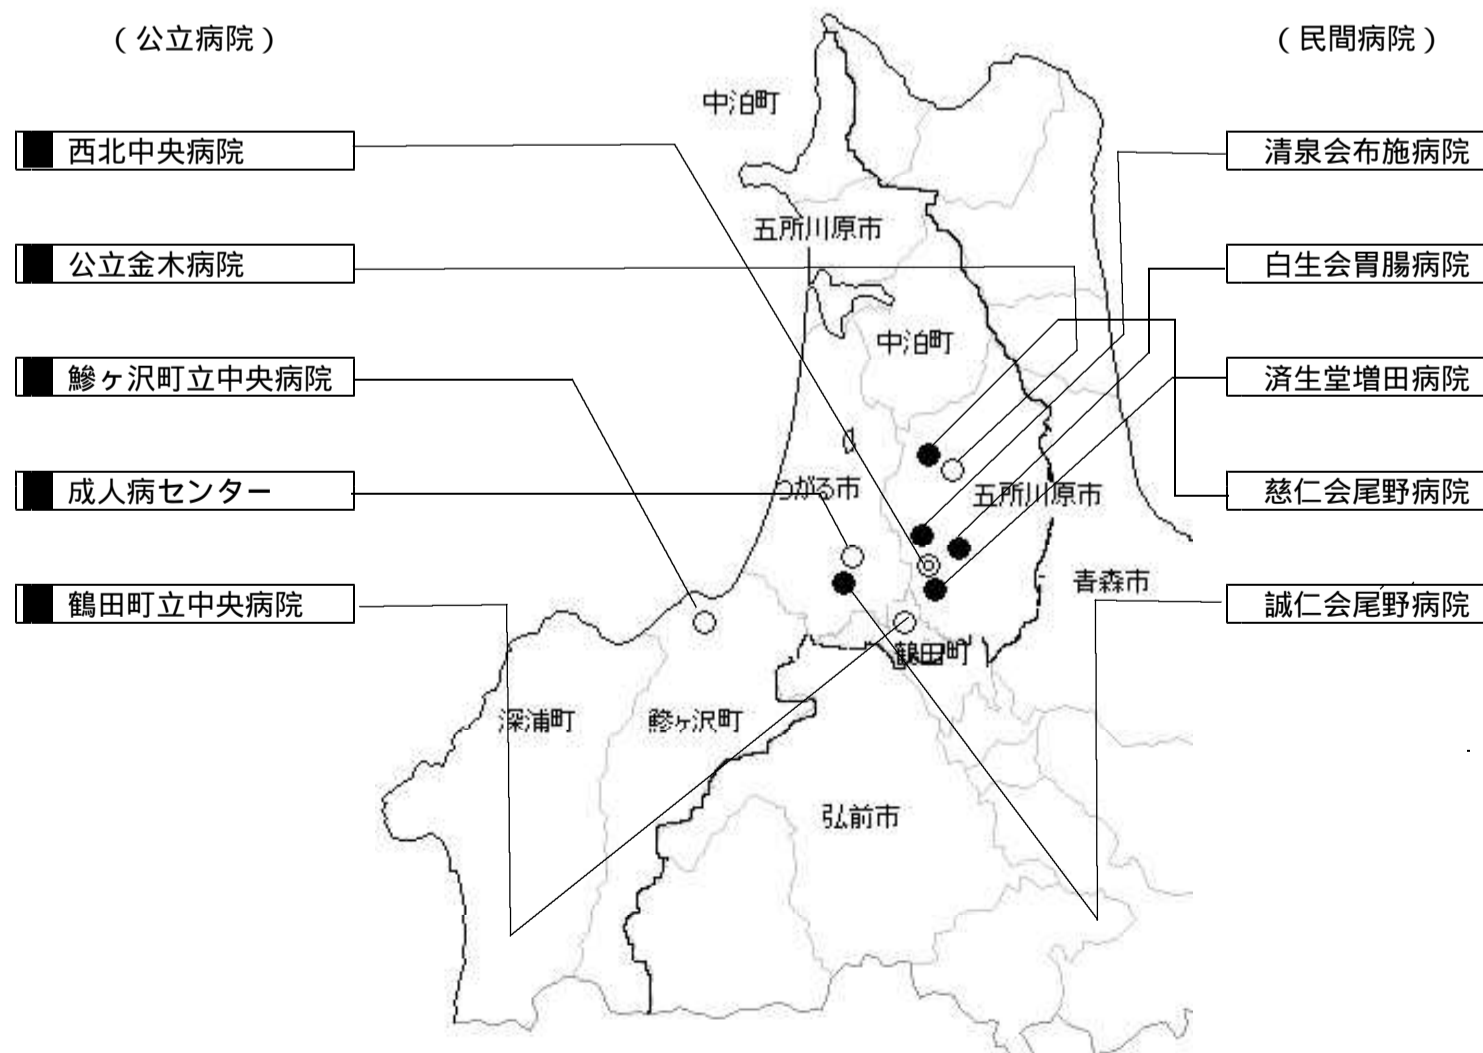 （公立病院）
（民間病院）
西北中央病院
公立金木病院
鰺ヶ沢町立中央病院
成人病センター
鶴田町立中央病院
清泉会布施病院
白生会胃腸病院
済生堂増田病院
慈仁会尾野病院
誠仁会尾野病院
中泊町
五所川原市
中泊町
つがる市
五所川原市
青森市
鶴田町
深浦町
鰺ヶ沢町
弘前市